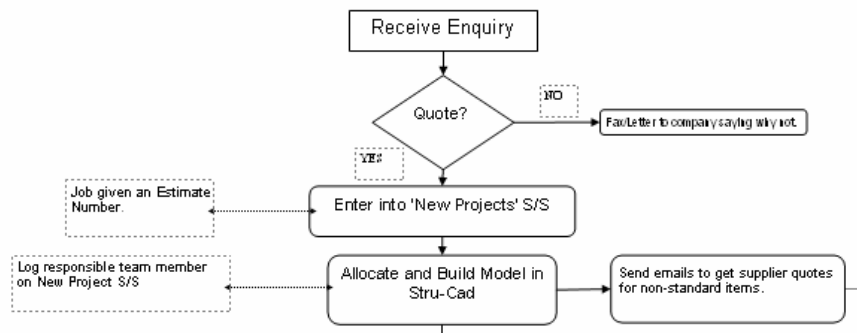 Receive Enquiry
Quote?
NO
Fax/Letter to company saying why not.
YES
Job given an Estimate
Number.
Enter into 'New Projects' S/S
Log responsible team member
on New Project S/S
Allocate and Build Model in
Stru-Cad
Send emails to get supplier quotes
for non-standard items.